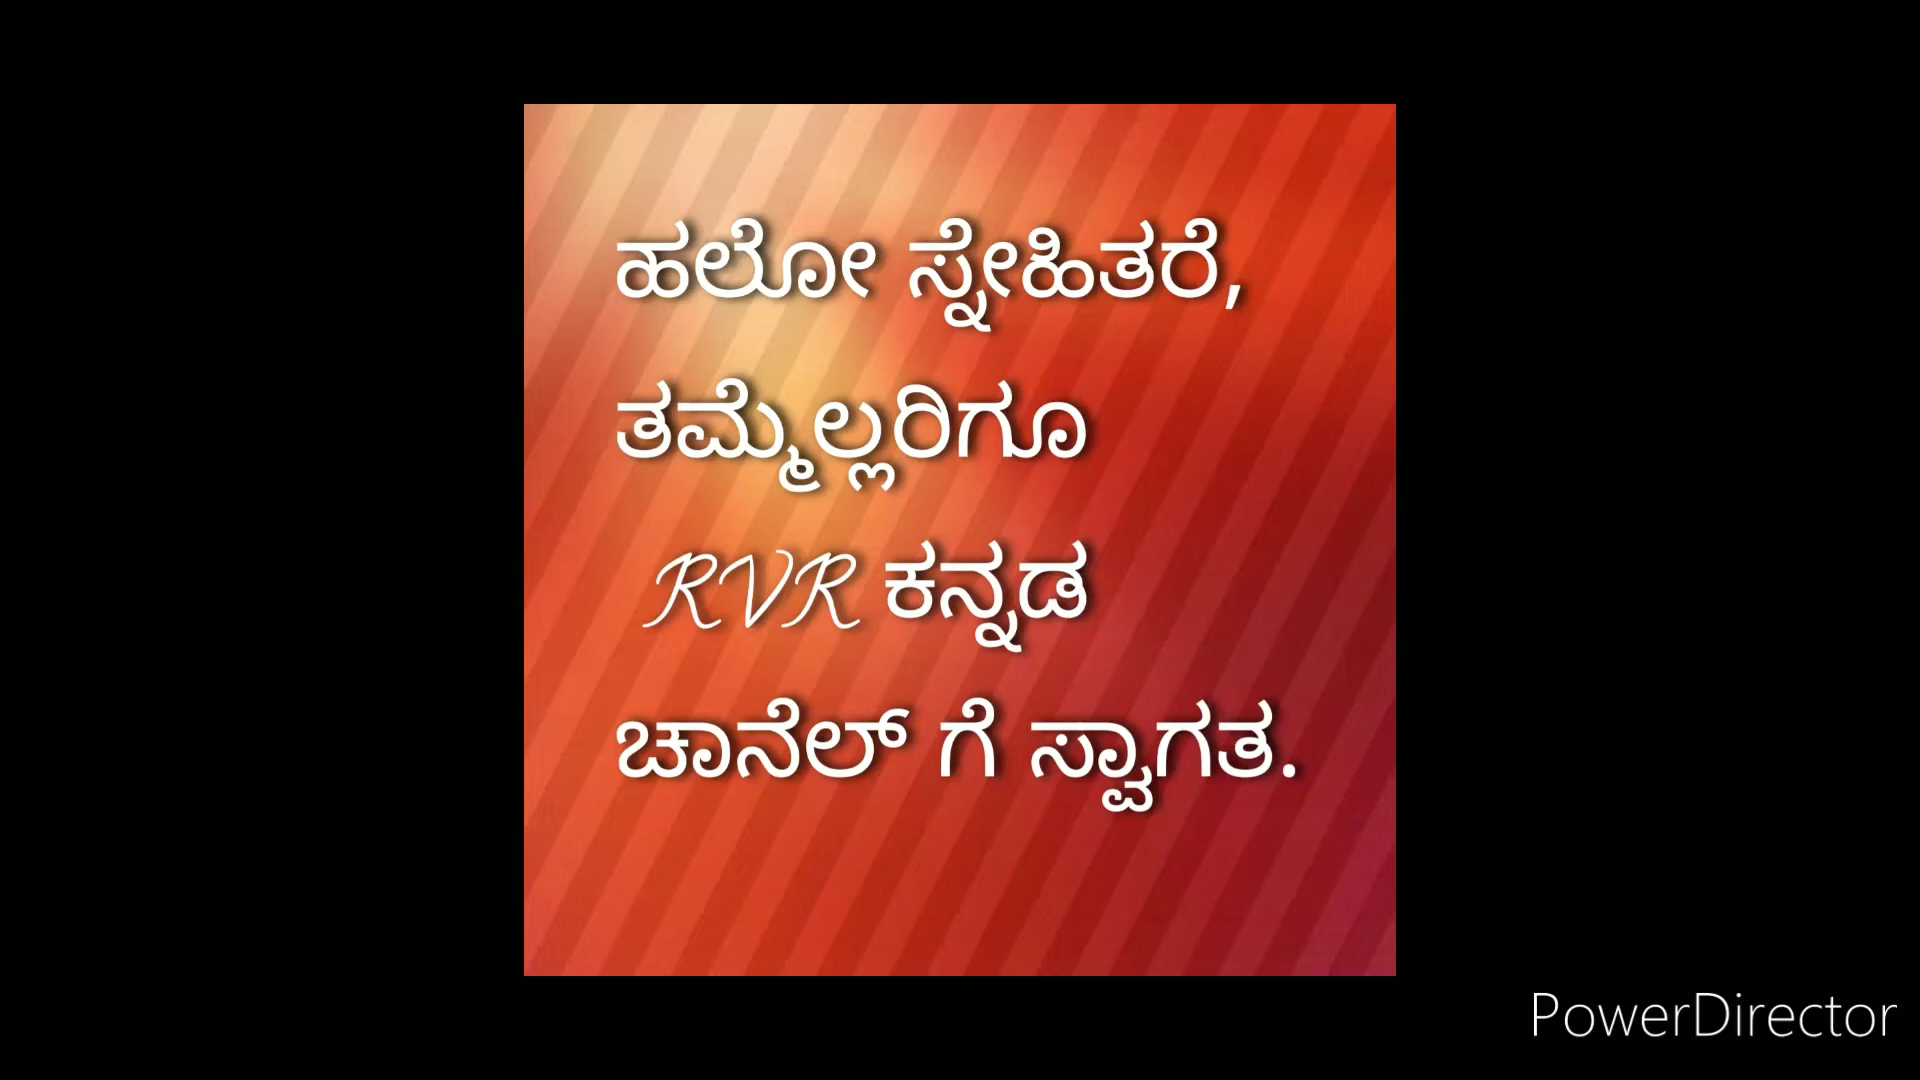 ಹಲೋ ಸ್ನೇಹಿತರೆ,
ತಮ್ಮೆಲ್ಲರಿಗೂ
RVR ಕನ್ನಡ
ಚಾನೆಲ್ ಗೆ ಸ್ವಾಗತ.
PowerDirector